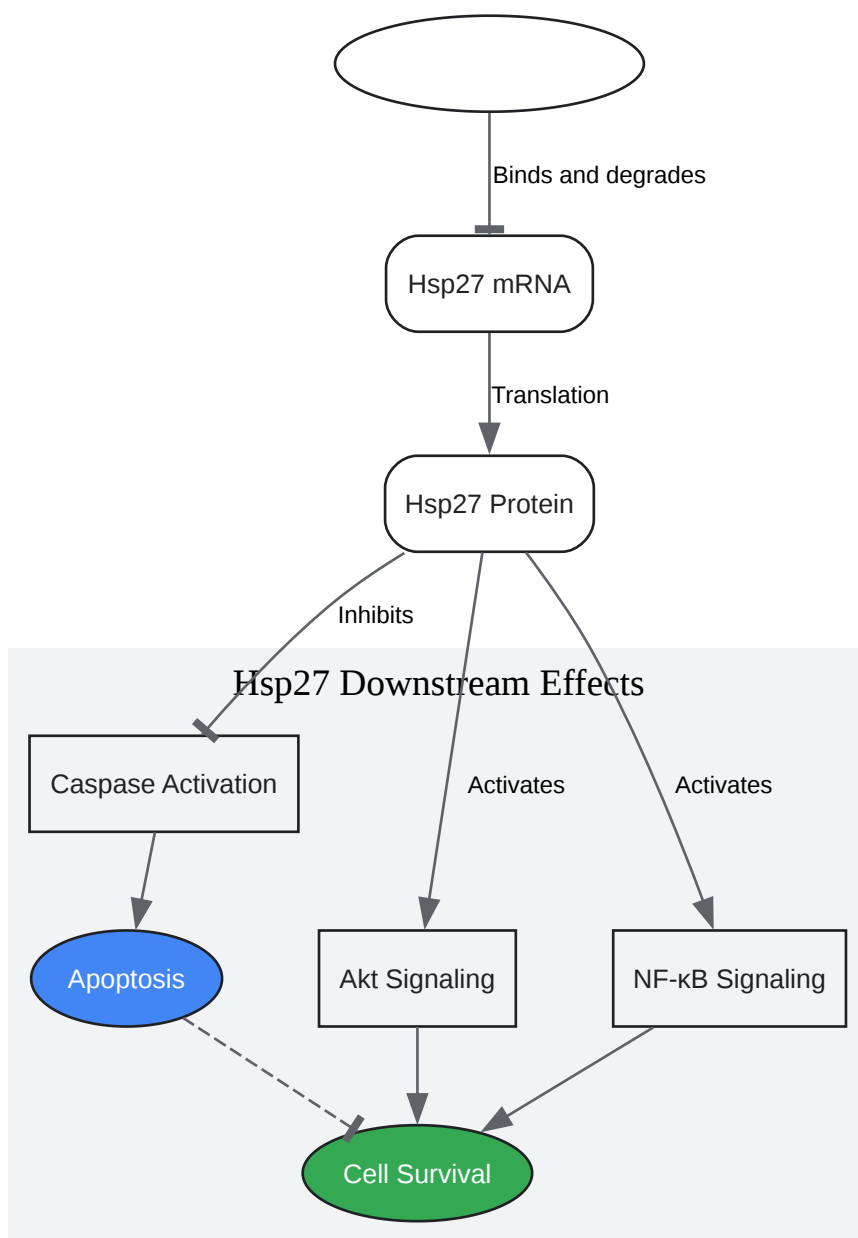 Binds and degrades
Hsp27 mRNA
Translation
Hsp27 Protein
Inhibits
Hsp27 Downstream Effects
Caspase Activation
Activates
Activates
Apoptosis
Akt Signaling
NF-κB Signaling
Cell Survival